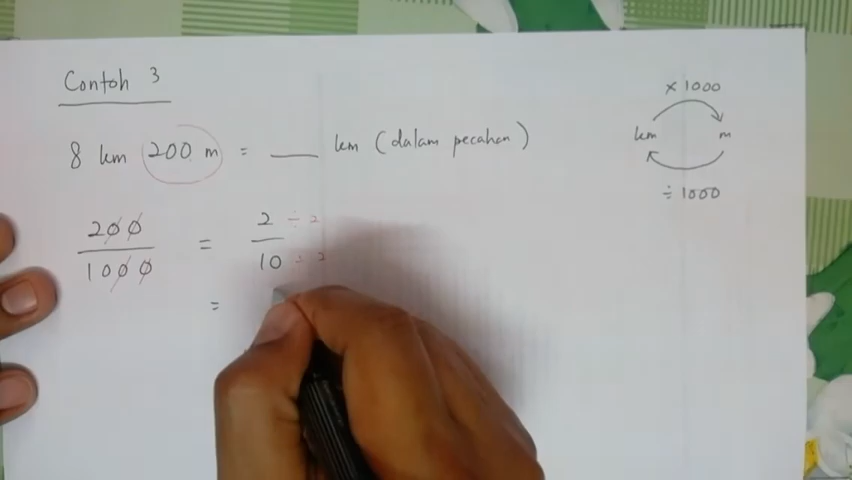 Contoh 3
8 km 200 m = ___ km (dalam pecahan)
200/1000 = 2 ÷ 2/10 ÷ 2
=
× 1000
km m
÷ 1000